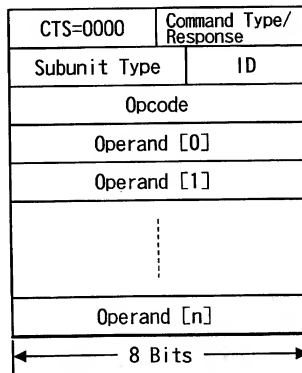 CTS=0000
Command Type/
Response
Subunit Type
ID
Opcode
Operand [0]
Operand [1]
Operand [n]
8 Bits